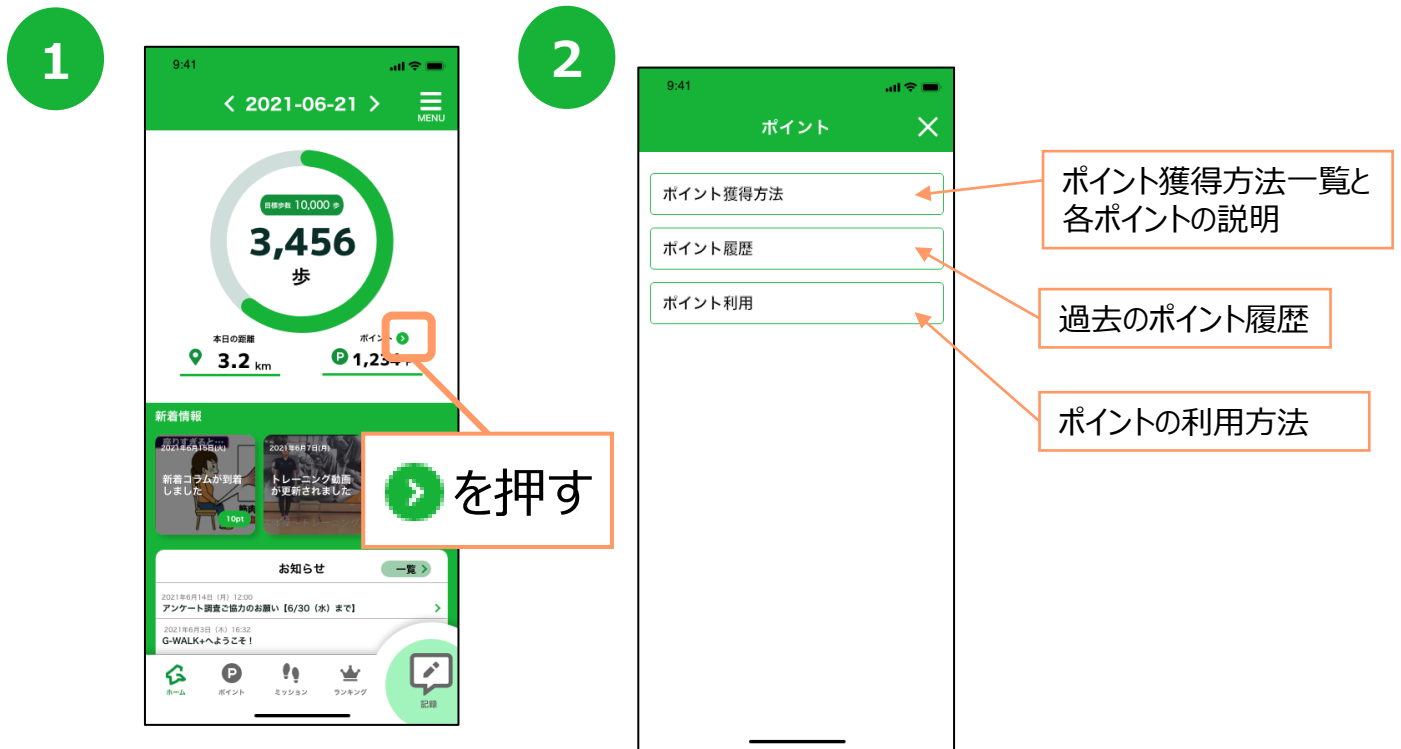 1
9:41
< 2021-06-21 >
MENU
目標歩数 10,000 歩
3,456
歩
本日の距離
3.2 km
ポイント
P 1,234
新着情報
2021年6月15日(火)
新着コラムが到着
しました
10pt
2021年6月7日(月)
トレーニング動画
が更新されました
を押す
お知らせ
一覧 >
2021年6月14日（月）12:00
アンケート調査ご協力のお願い【6/30（水）まで】
2021年6月3日（木）16:32
G-WALK+へようこそ！
ホーム
P
ポイント
ミッション
ランキング
記録
2
9:41
ポイント
ポイント獲得方法
ポイント履歴
ポイント利用
ポイント獲得方法一覧と
各ポイントの説明
過去のポイント履歴
ポイントの利用方法